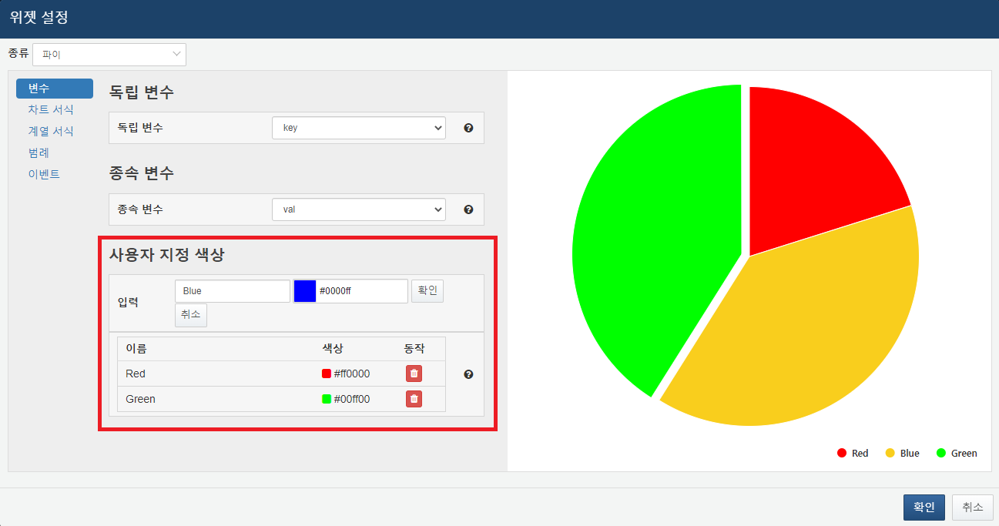 위젯 설정
종류 파이
변수
차트 서식
계열 서식
범례
이벤트
독립 변수
독립 변수 key
종속 변수
종속 변수 val
사용자 지정 색상
입력 Blue #0000ff 확인
취소
이름 색상 동작
Red #ff0000
Green #00ff00
Red Blue Green
확인 취소